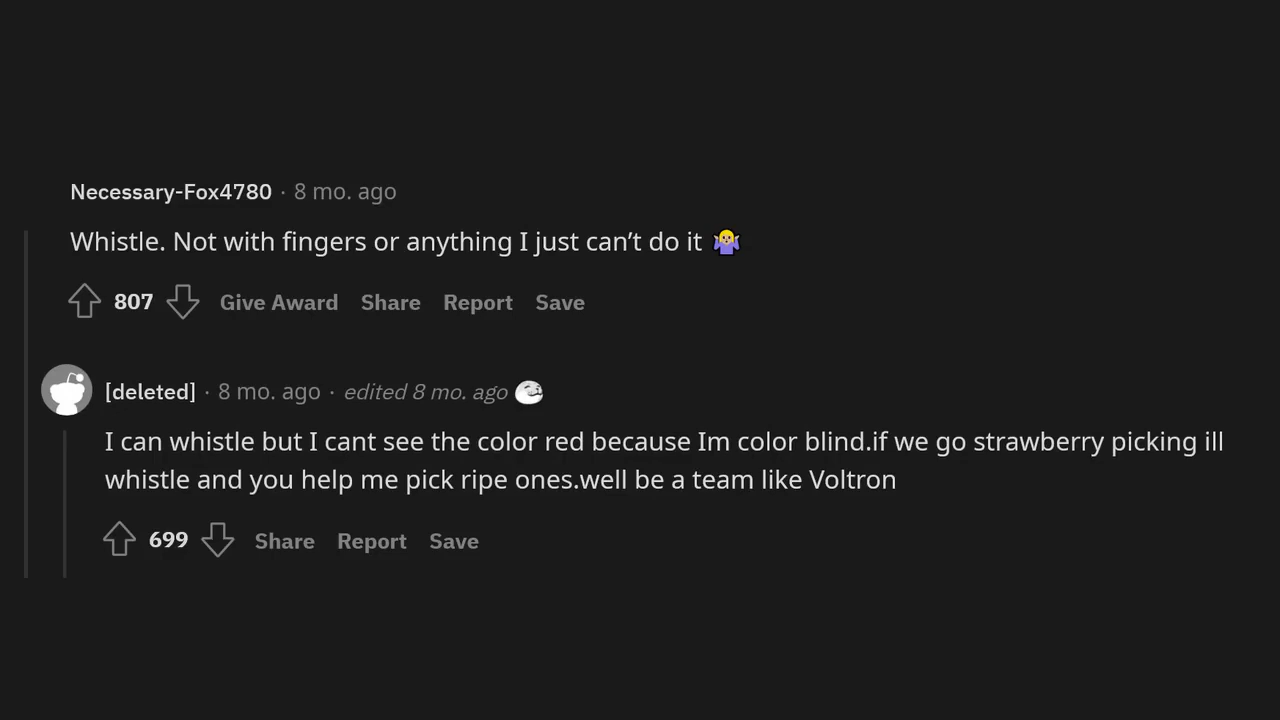 Necessary-Fox4780 · 8 mo. ago
Whistle. Not with fingers or anything I just can’t do it 🤷‍♀️
807 Give Award Share Report Save
[deleted] · 8 mo. ago · edited 8 mo. ago
I can whistle but I cant see the color red because Im color blind.if we go strawberry picking ill
whistle and you help me pick ripe ones.well be a team like Voltron
699 Share Report Save